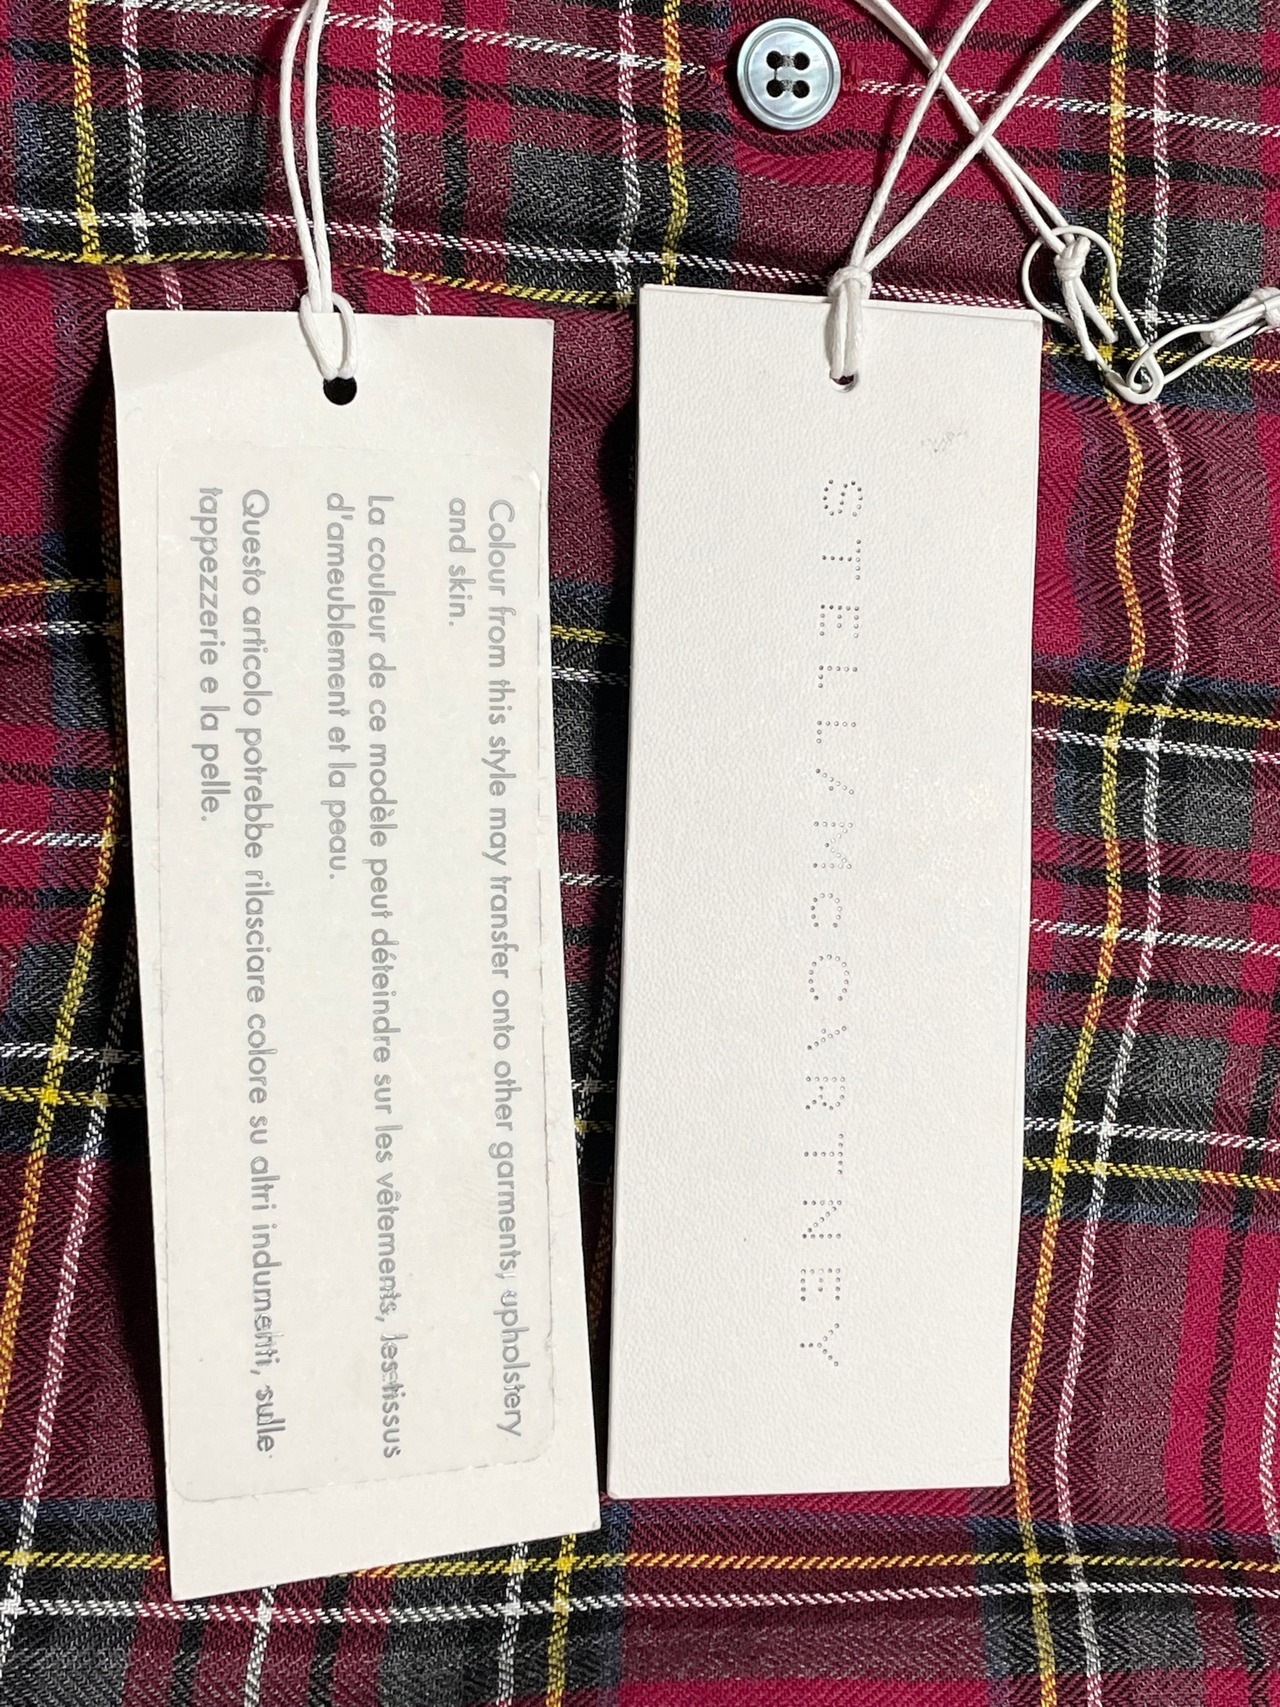 Colour from this style may transfer onto other garments, upholstery
and skin.
La couleur de ce modèle peut déteindre sur les vêtements, les tissus
d'ameublement et la peau.
Questo articolo potrebbe rilasciare colore su altri indumenti, sulle
tappezzerie e la pelle.
STELLA McCARTNEY